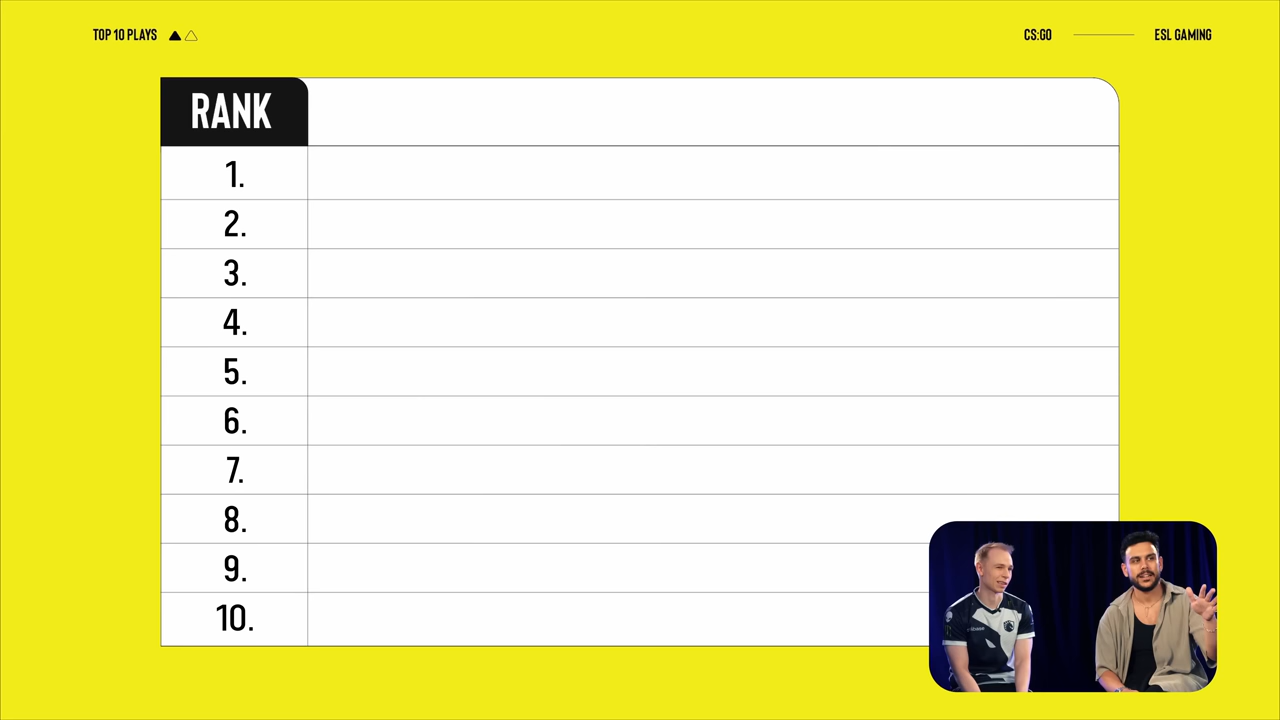 TOP 10 PLAYS
CS:GO
ESL GAMING
RANK
1.
2.
3.
4.
5.
6.
7.
8.
9.
10.